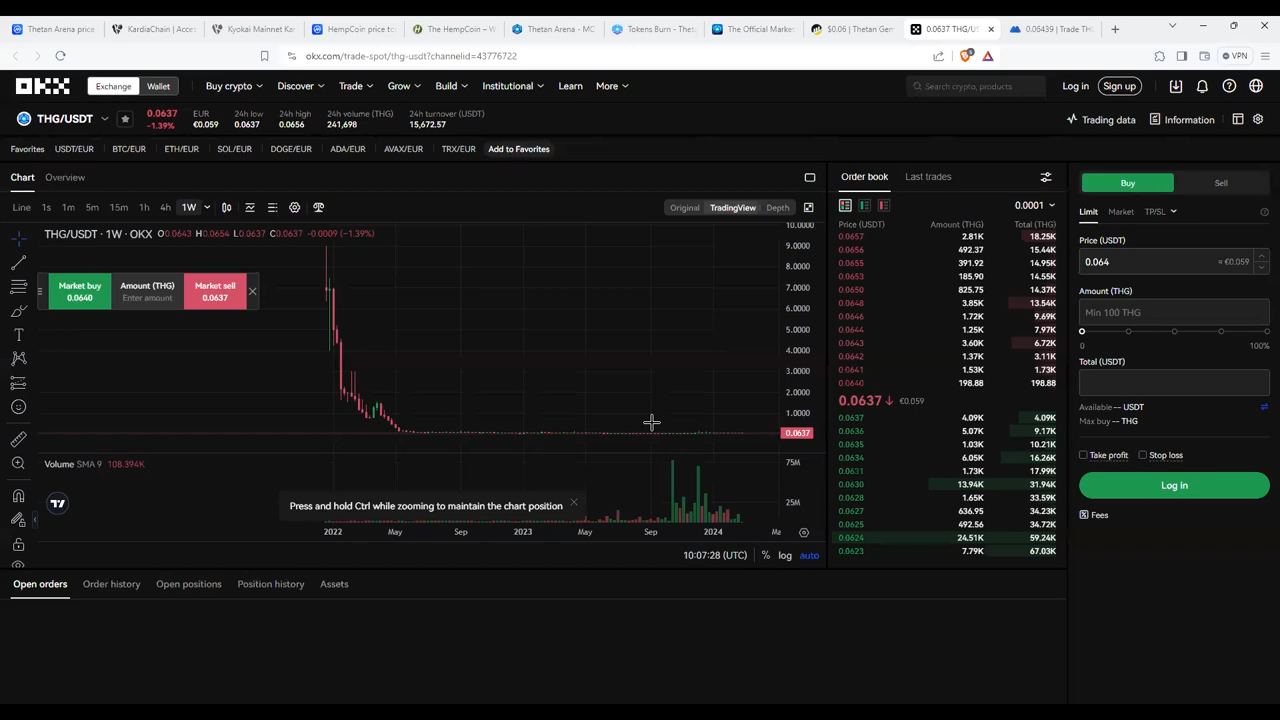 Thetan Arena price
KardiaChain | Acce
Kyokai Mainnet Kar
HempCoin price to
The HempCoin – W
Thetan Arena - MC
Tokens Burn - Theta
The Official Market
$0.06 | Thetan Gem
0.0637 THG/US
0.06439 | Trade TH
okx.com/trade-spot/thg-usdt?channelid=43776722
VPN
OKX
Exchange
Wallet
Buy crypto
Discover
Trade
Grow
Build
Institutional
Learn
More
Search crypto, products
Log in
Sign up
THG/USDT
0.0637
-1.39%
EUR
€0.059
24h low
0.0637
24h high
0.0656
24h volume (THG)
241,698
24h turnover (USDT)
15,672.57
Trading data
Information
Favorites
USDT/EUR
BTC/EUR
ETH/EUR
SOL/EUR
DOGE/EUR
ADA/EUR
AVAX/EUR
TRX/EUR
Add to Favorites
Chart
Overview
Line
1s
1m
5m
15m
1h
4h
1W
Original
TradingView
Depth
THG/USDT · 1W · OKX O0.0643 H0.0654 L0.0637 C0.0637 -0.0009 (-1.39%)
Market buy
0.0640
Amount (THG)
Enter amount
Market sell
0.0637
10.0000
9.0000
8.0000
7.0000
6.0000
5.0000
4.0000
3.0000
2.0000
1.0000
0.0637
Volume SMA 9 108.394K
75M
25M
Press and hold Ctrl while zooming to maintain the chart position
2022
May
Sep
2023
May
Sep
2024
Ma
10:07:28 (UTC)
%
log
auto
Order book
Last trades
0.0001
Price (USDT) Amount (THG) Total (THG)
0.0657 2.81K 18.25K
0.0656 492.37 15.44K
0.0655 391.92 14.95K
0.0653 185.90 14.55K
0.0650 825.75 14.37K
0.0648 3.85K 13.54K
0.0646 1.72K 9.69K
0.0644 1.25K 7.97K
0.0643 3.60K 6.72K
0.0642 1.37K 3.11K
0.0641 1.53K 1.73K
0.0640 198.88 198.88
0.0637↓ €0.059
0.0637 4.09K 4.09K
0.0636 5.07K 9.17K
0.0635 1.03K 10.21K
0.0634 6.05K 16.26K
0.0631 1.73K 17.99K
0.0630 13.94K 31.94K
0.0628 1.65K 33.59K
0.0627 636.95 34.23K
0.0625 492.56 34.72K
0.0624 24.51K 59.24K
0.0623 7.79K 67.03K
Buy
Sell
Limit
Market
TP/SL
Price (USDT)
0.064
≈ €0.059
Amount (THG)
Min 100 THG
0
100%
Total (USDT)
Available -- USDT
Max buy -- THG
Take profit
Stop loss
Log in
Fees
Open orders
Order history
Open positions
Position history
Assets